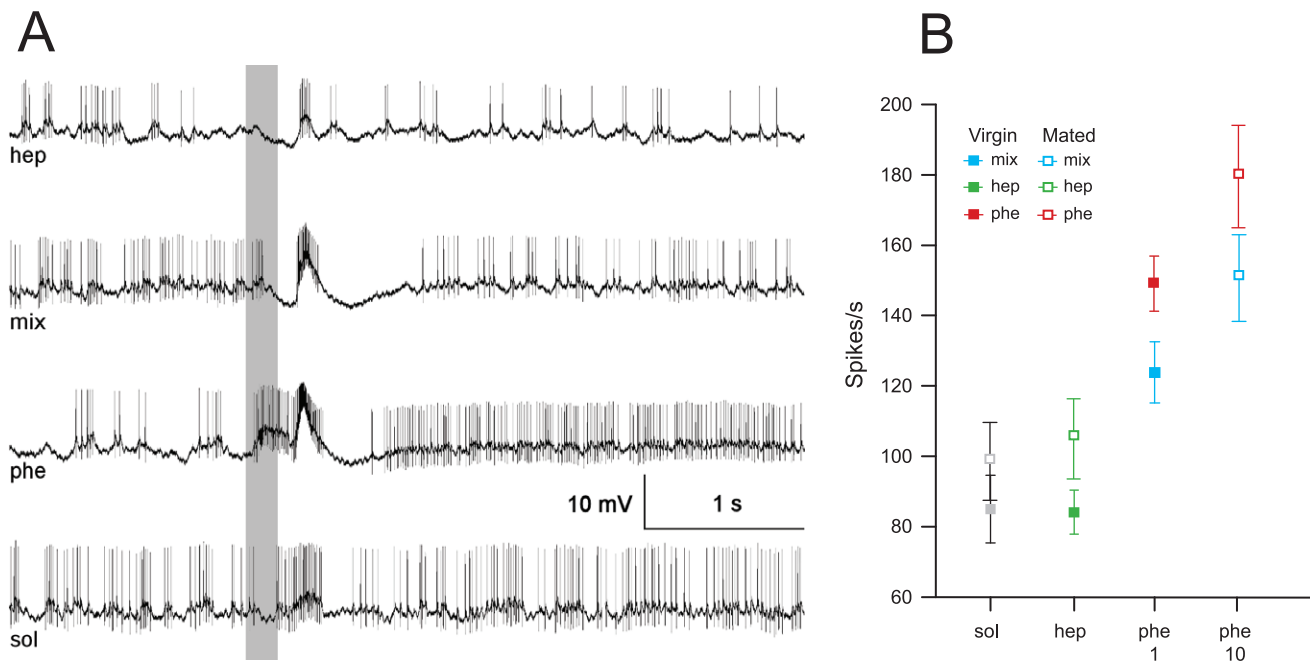 A
hep
mix
phe
10 mV
1 s
sol
B
200
180
160
140
120
100
80
60
Spikes/s
Virgin Mated
mix mix
hep hep
phe phe
sol hep phe phe
1 10